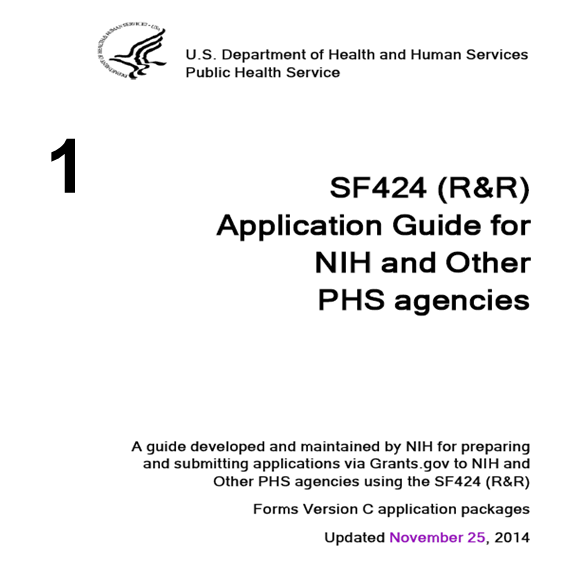 U.S. Department of Health and Human Services
Public Health Service
1
SF424 (R&R)
Application Guide for
NIH and Other
PHS agencies
A guide developed and maintained by NIH for preparing
and submitting applications via Grants.gov to NIH and
Other PHS agencies using the SF424 (R&R)
Forms Version C application packages
Updated November 25, 2014